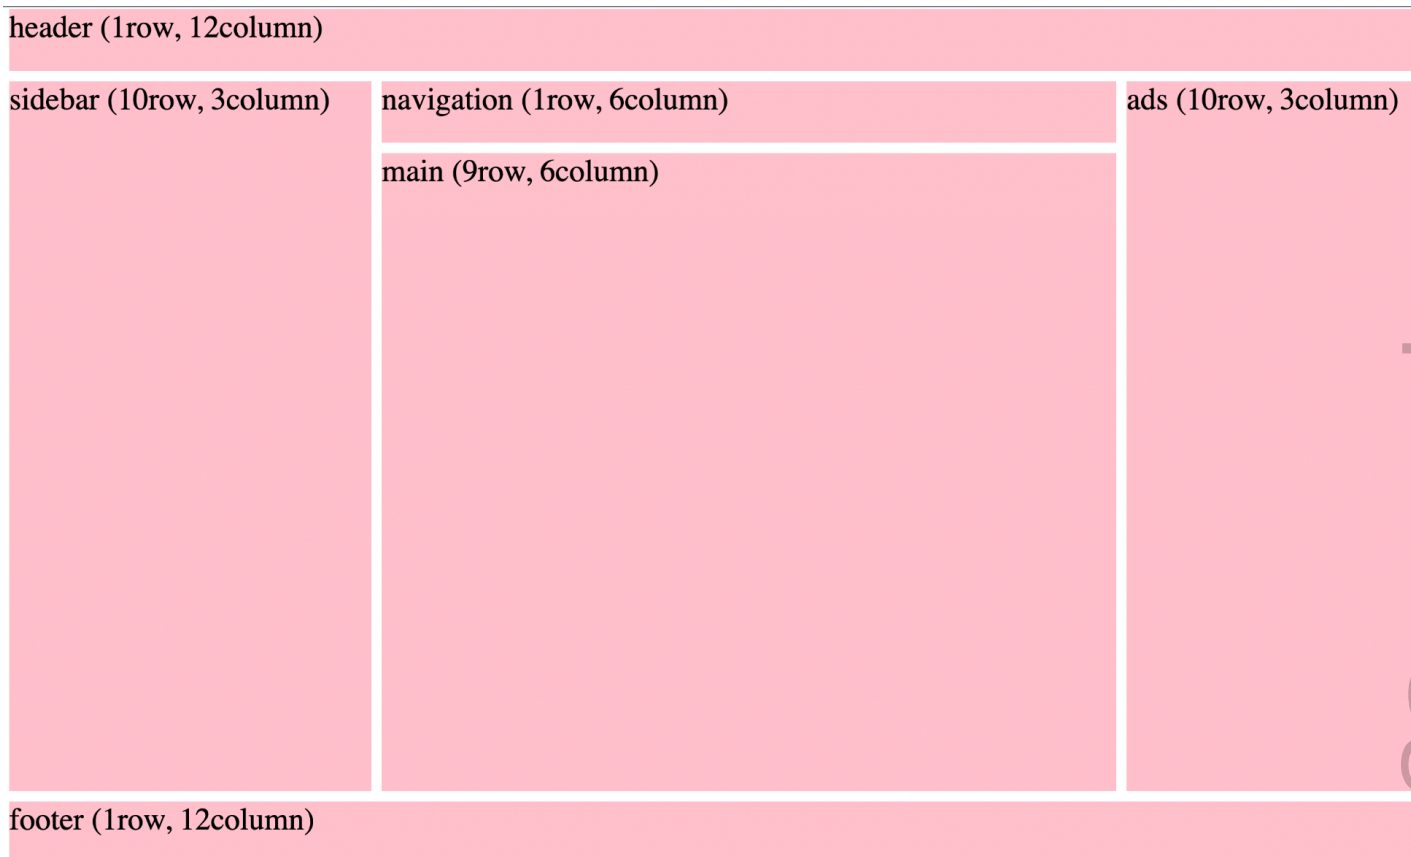 header (1row, 12column)
sidebar (10row, 3column)
navigation (1row, 6column)
ads (10row, 3column)
main (9row, 6column)
footer (1row, 12column)